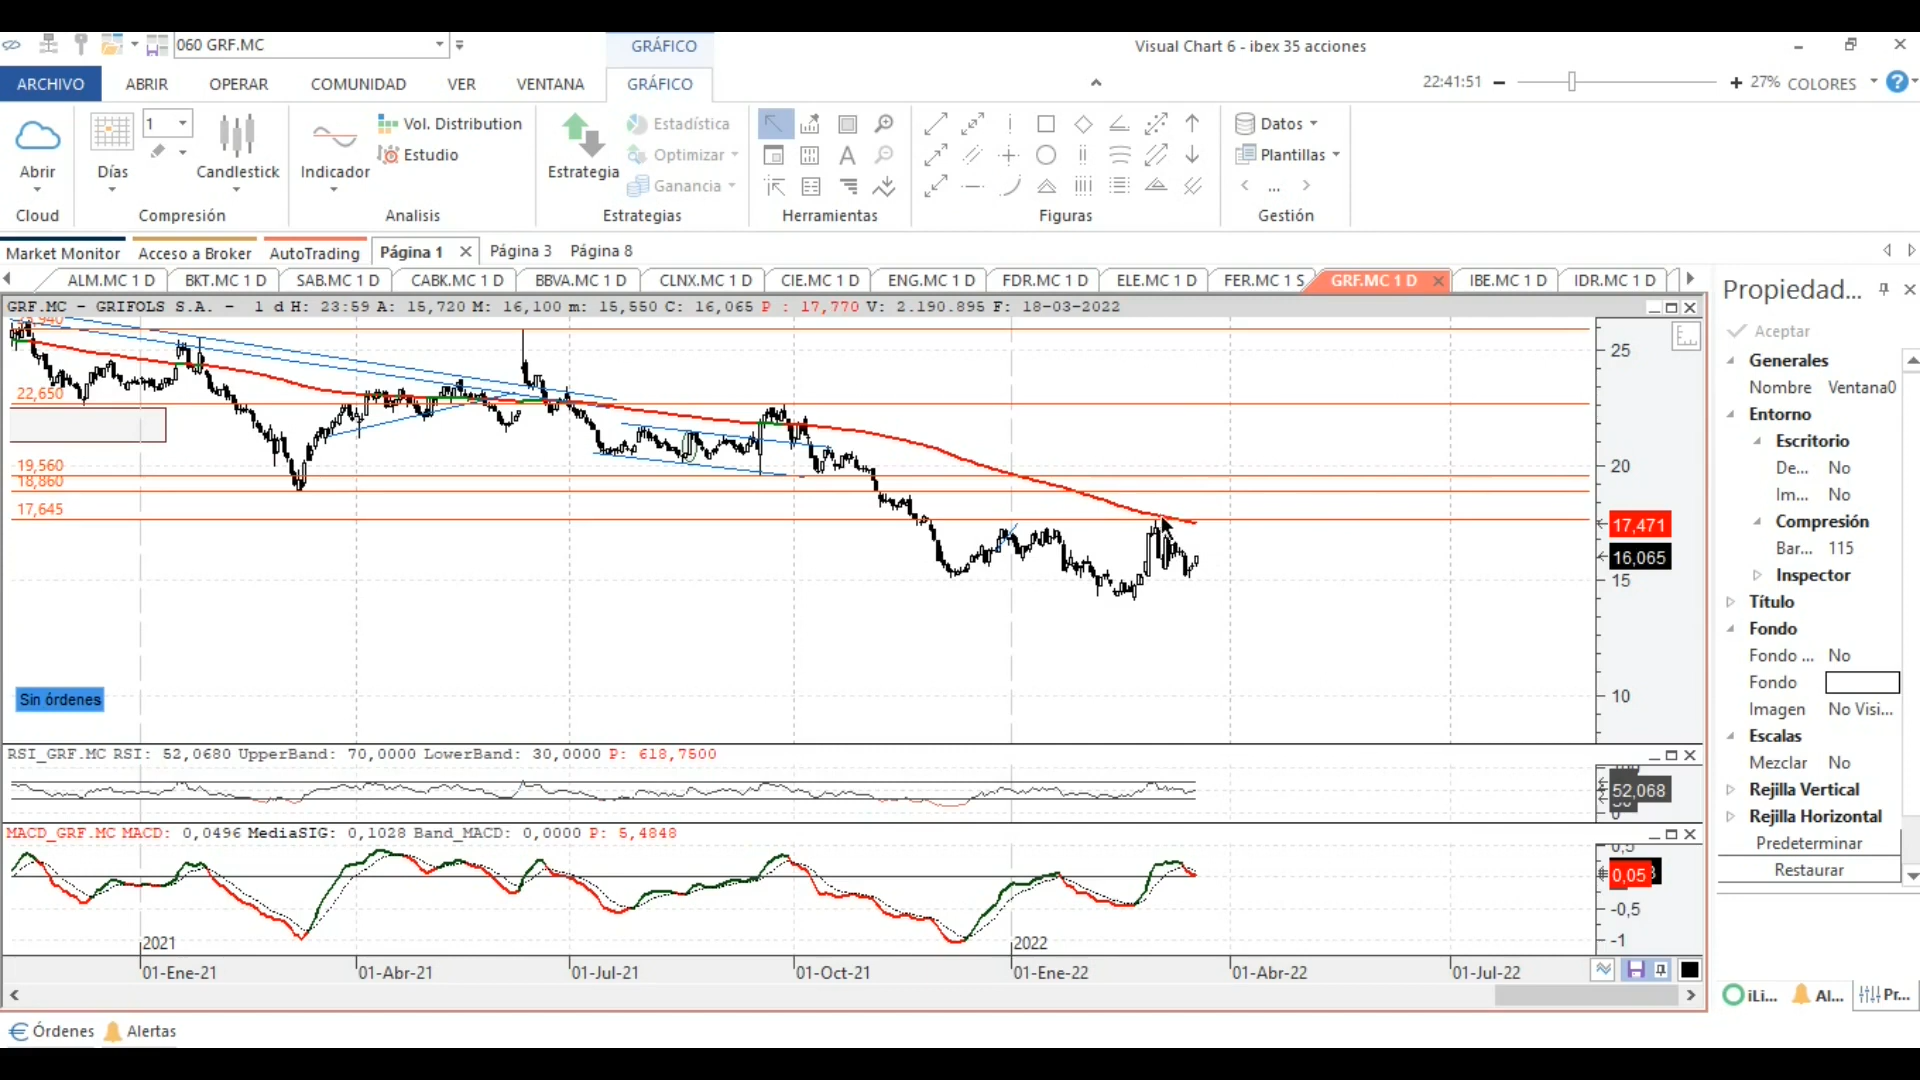 060 GRF.MC
GRÁFICO
Visual Chart 6 - ibex 35 acciones
ARCHIVO ABRIR OPERAR COMUNIDAD VER VENTANA GRÁFICO
22:41:51 27% COLORES
1
Vol. Distribution
Estudio
Estadística
Optimizar
Ganancia
Datos
Plantillas
...
Abrir Días Candlestick Indicador Estrategia
Cloud Compresión Analisis Estrategias Herramientas Figuras Gestión
Market Monitor Acceso a Broker AutoTrading Página 1 Página 3 Página 8
ALM.MC 1 D BKT.MC 1 D SAB.MC 1 D CABK.MC 1 D BBVA.MC 1 D CLNX.MC 1 D CIE.MC 1 D ENG.MC 1 D FDR.MC 1 D ELE.MC 1 D FER.MC 1 S GRF.MC 1 D IBE.MC 1 D IDR.MC 1 D
GRF.MC - GRIFOLS S.A. - 1 d H: 23:59 A: 15,720 M: 16,100 m: 15,550 C: 16,065 P : 17,770 V: 2.190.895 F: 18-03-2022
22,650
19,560
18,860
17,645
25
20
17,471
16,065
15
10
Sin órdenes
RSI_GRF.MC RSI: 52,0680 UpperBand: 70,0000 LowerBand: 30,0000 P: 618,7500
52,068
0
MACD_GRF.MC MACD: 0,0496 MediaSIG: 0,1028 Band_MACD: 0,0000 P: 5,4848
0,5
0,05
-0,5
-1
2021 2022
01-Ene-21 01-Abr-21 01-Jul-21 01-Oct-21 01-Ene-22 01-Abr-22 01-Jul-22
Órdenes Alertas
Propiedad...
Aceptar
Generales
Nombre Ventana0
Entorno
Escritorio
De... No
Im... No
Compresión
Bar... 115
Inspector
Título
Fondo
Fondo ... No
Fondo
Imagen No Visi...
Escalas
Mezclar No
Rejilla Vertical
Rejilla Horizontal
Predeterminar
Restaurar
iLi... Al... Pr...